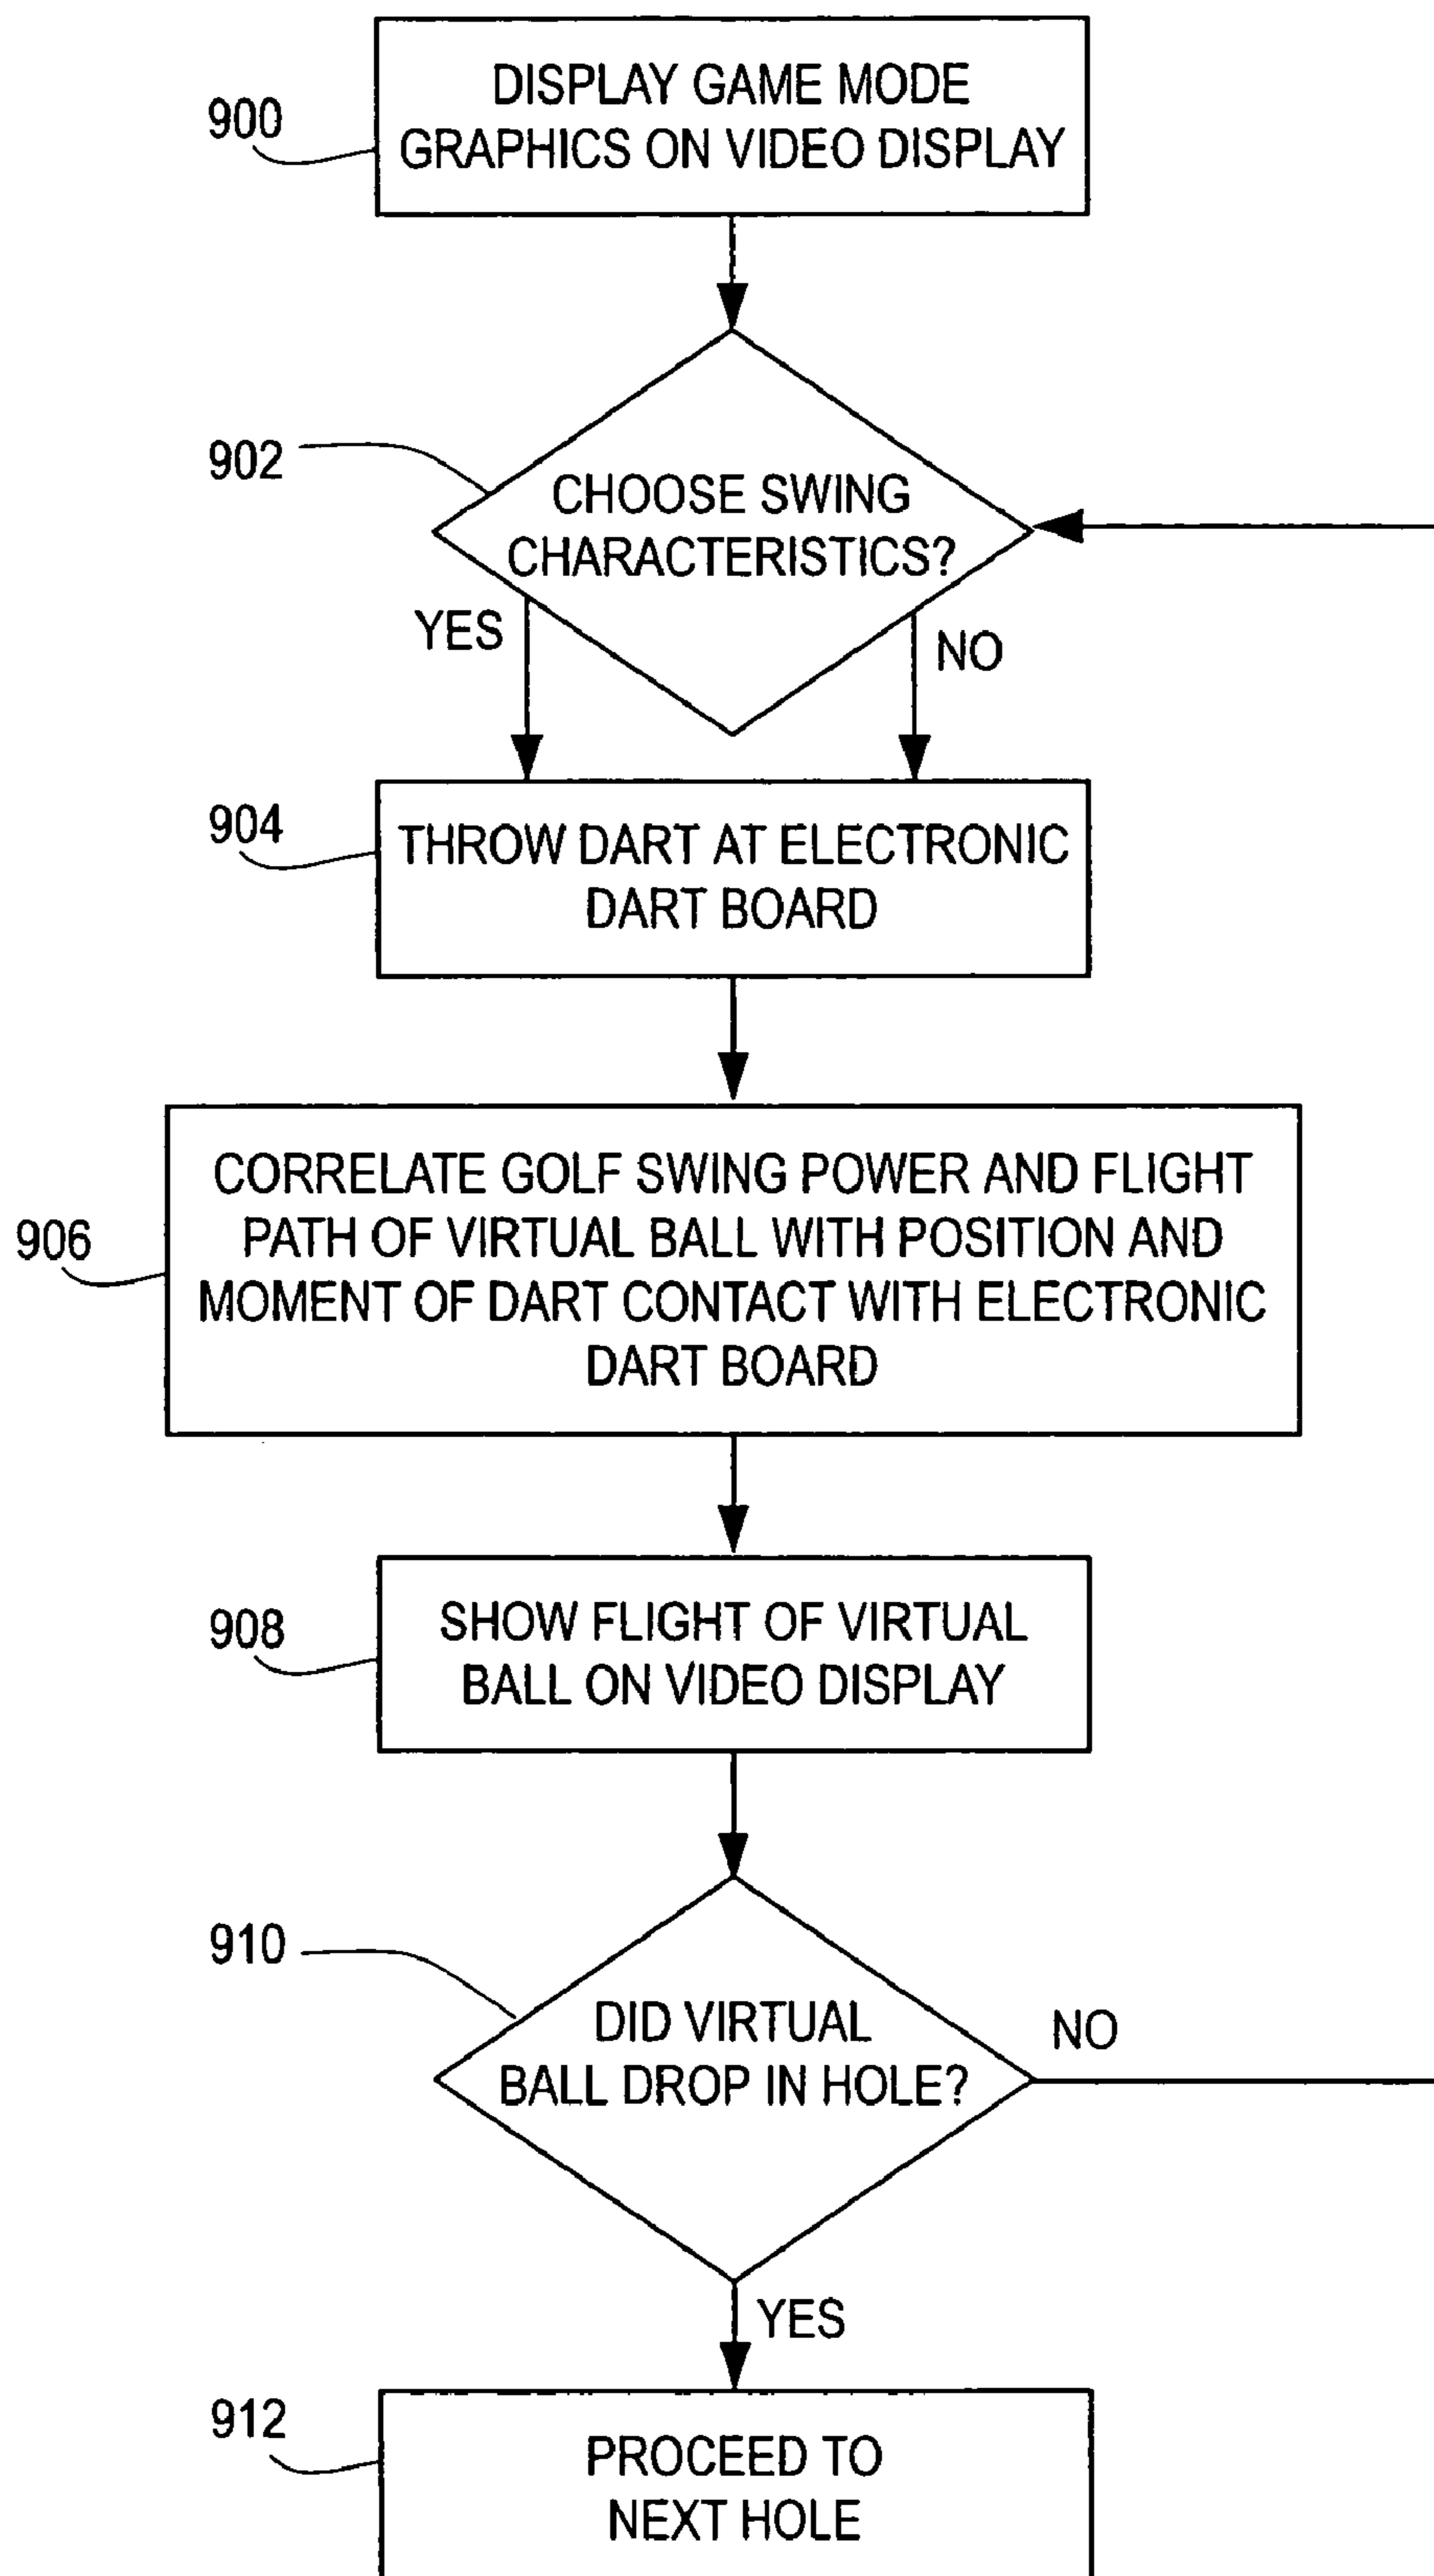 900
DISPLAY GAME MODE
GRAPHICS ON VIDEO DISPLAY
902
CHOOSE SWING
CHARACTERISTICS?
YES
NO
904
THROW DART AT ELECTRONIC
DART BOARD
906
CORRELATE GOLF SWING POWER AND FLIGHT
PATH OF VIRTUAL BALL WITH POSITION AND
MOMENT OF DART CONTACT WITH ELECTRONIC
DART BOARD
908
SHOW FLIGHT OF VIRTUAL
BALL ON VIDEO DISPLAY
910
DID VIRTUAL
BALL DROP IN HOLE?
NO
YES
912
PROCEED TO
NEXT HOLE